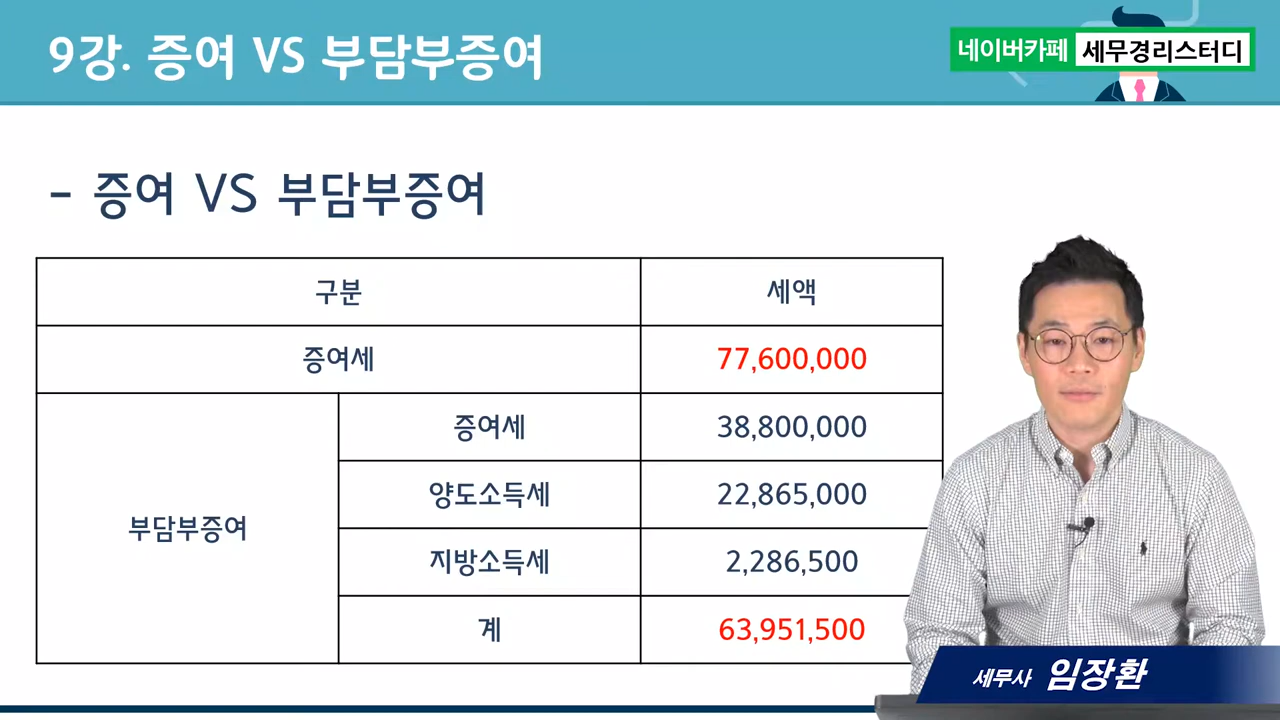 9강. 증여 VS 부담부증여
네이버카페 세무경리스터디
- 증여 VS 부담부증여
구분 세액
증여세 77,600,000
부담부증여
증여세 38,800,000
양도소득세 22,865,000
지방소득세 2,286,500
계 63,951,500
세무사 임장환